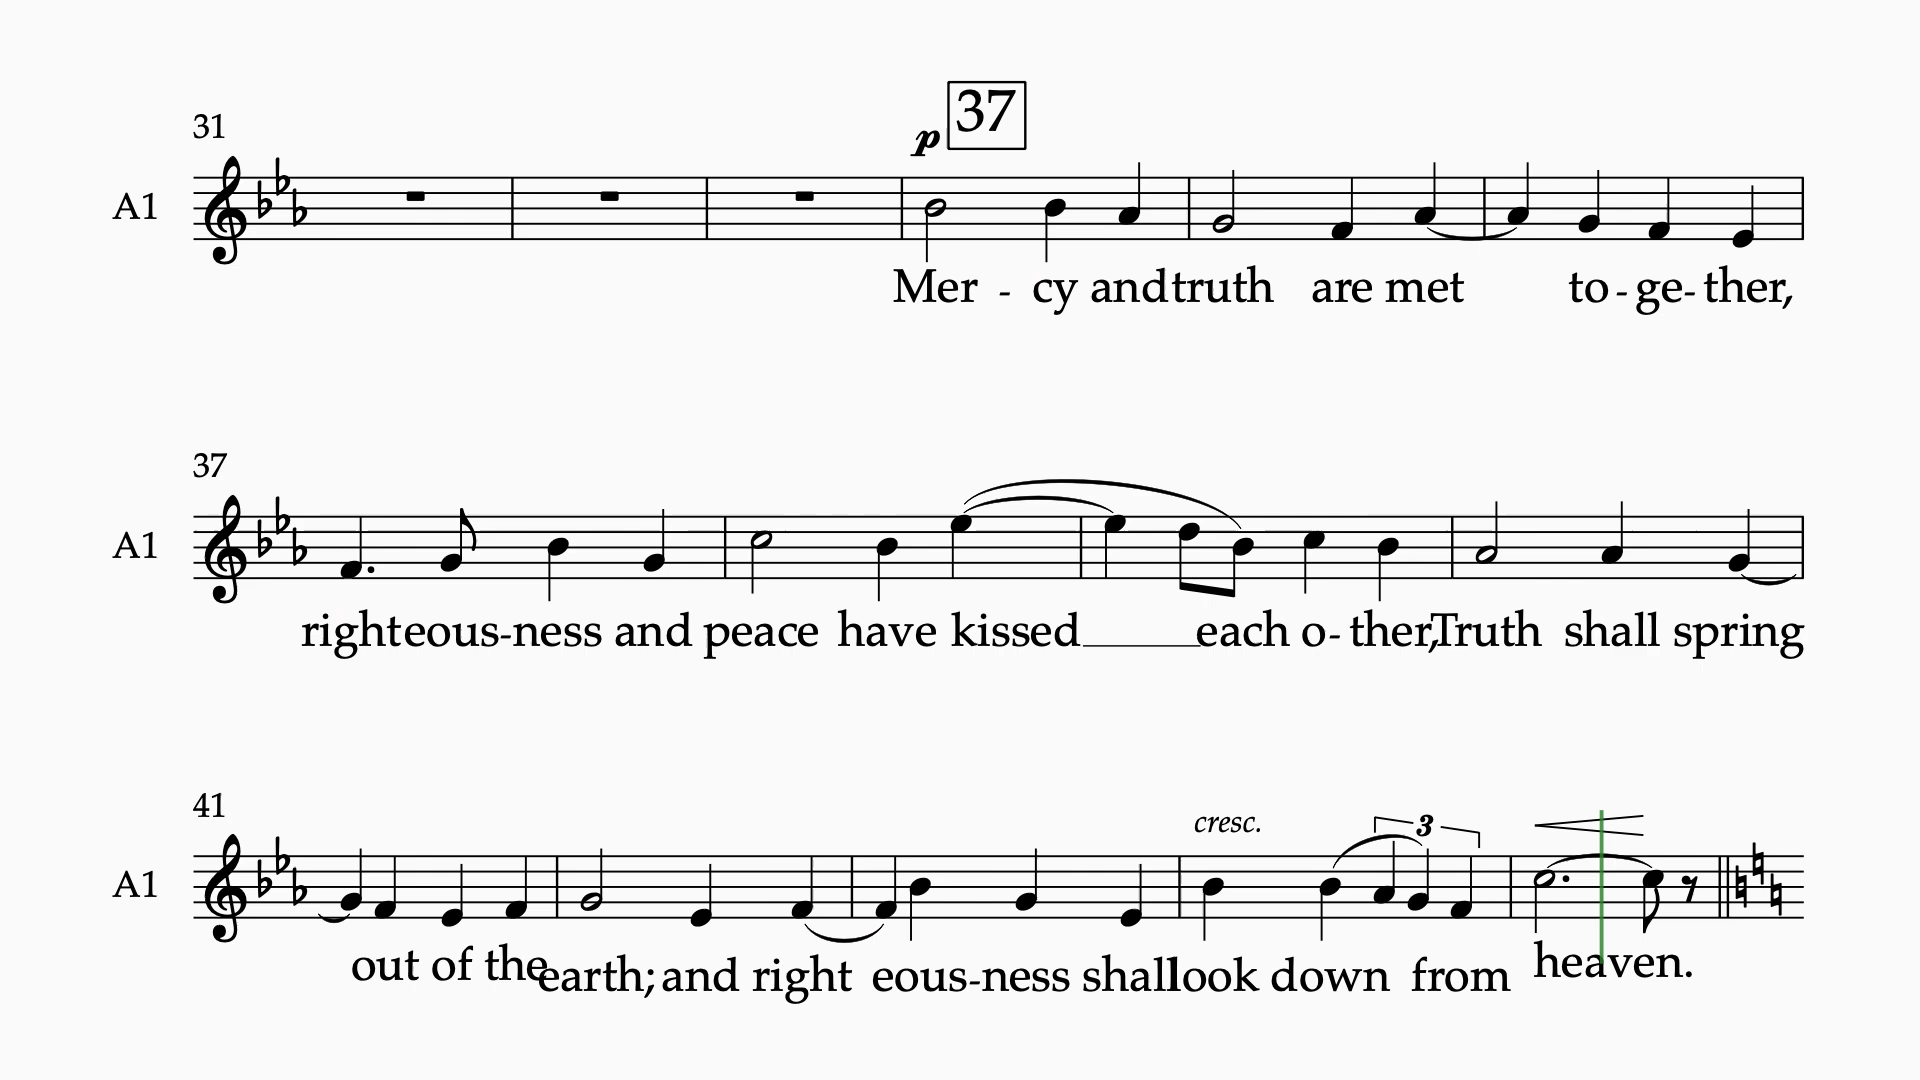 37
31
p
A1
Mer - cy and truth are met to - ge - ther,
37
A1
righteous - ness and peace have kissed____ each o - ther, Truth shall spring
41
cresc.
3
A1
out of the earth; and right eous - ness shall look down from heaven.